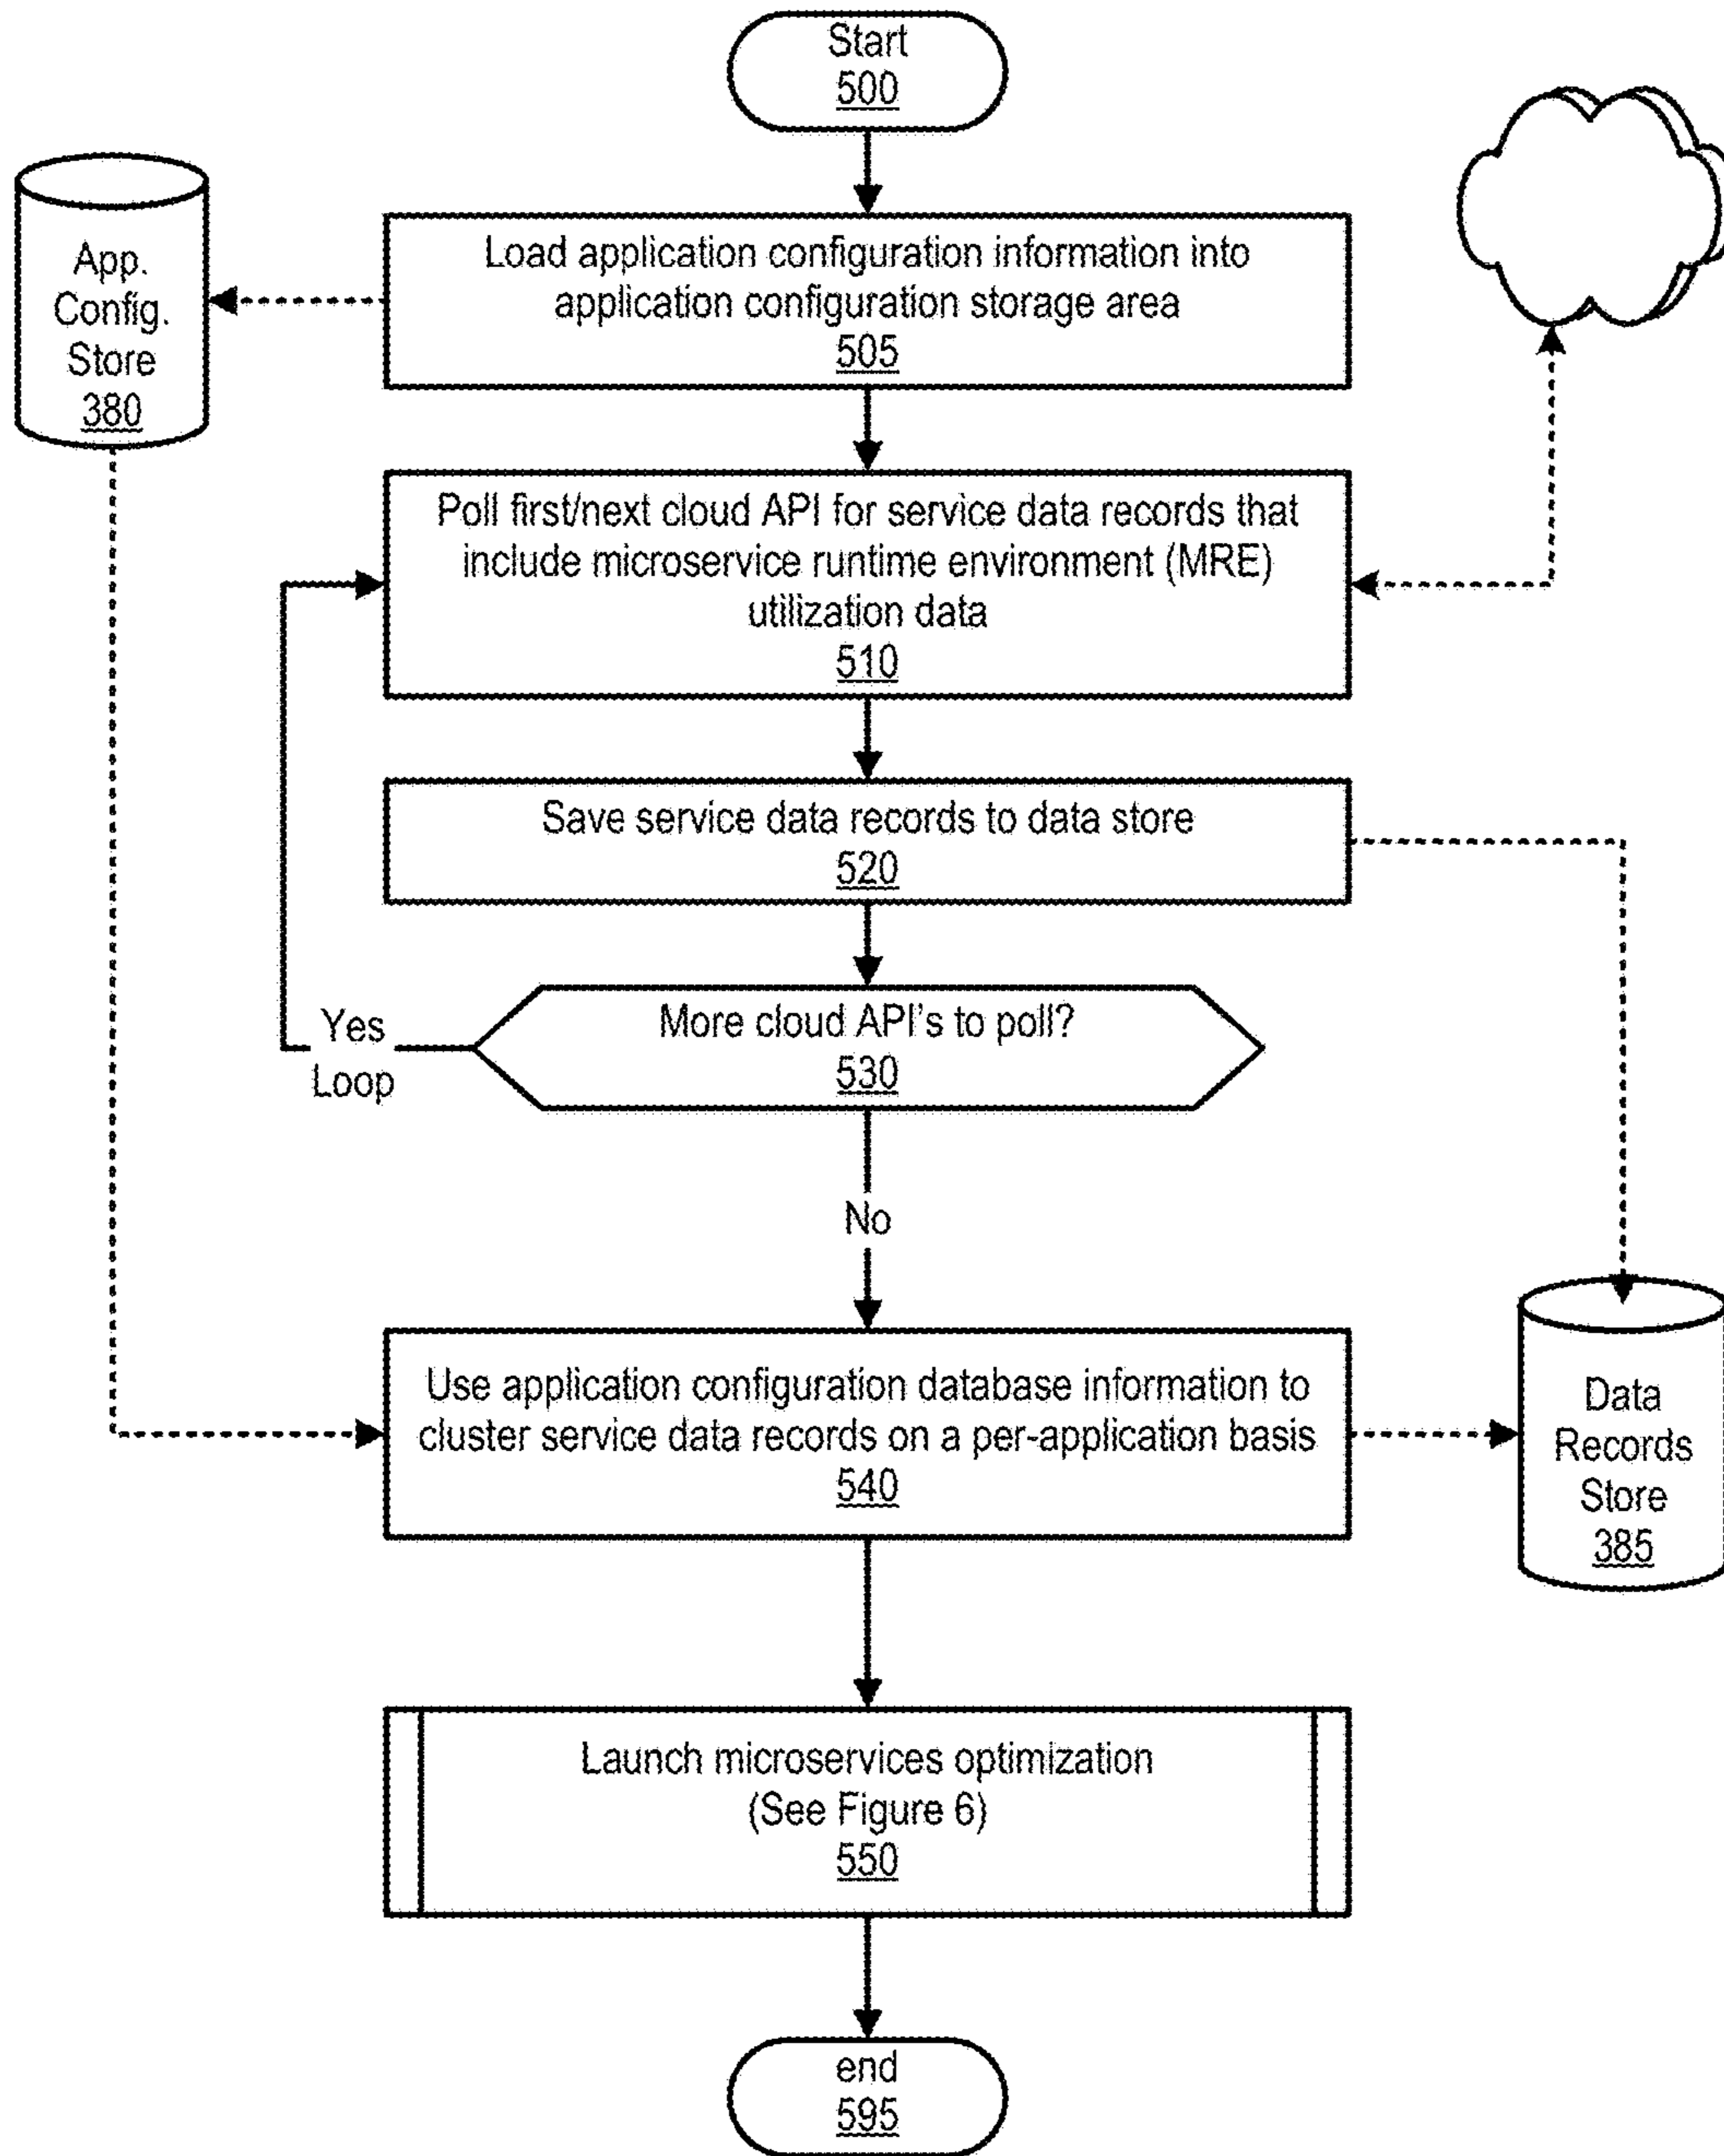 Start
500
App.
Config.
Store
380
Load application configuration information into
application configuration storage area
505
Poll first/next cloud API for service data records that
include microservice runtime environment (MRE)
utilization data
510
Save service data records to data store
520
More cloud API's to poll?
530
Yes
Loop
No
Use application configuration database information to
cluster service data records on a per-application basis
540
Data
Records
Store
385
Launch microservices optimization
(See Figure 6)
550
end
595